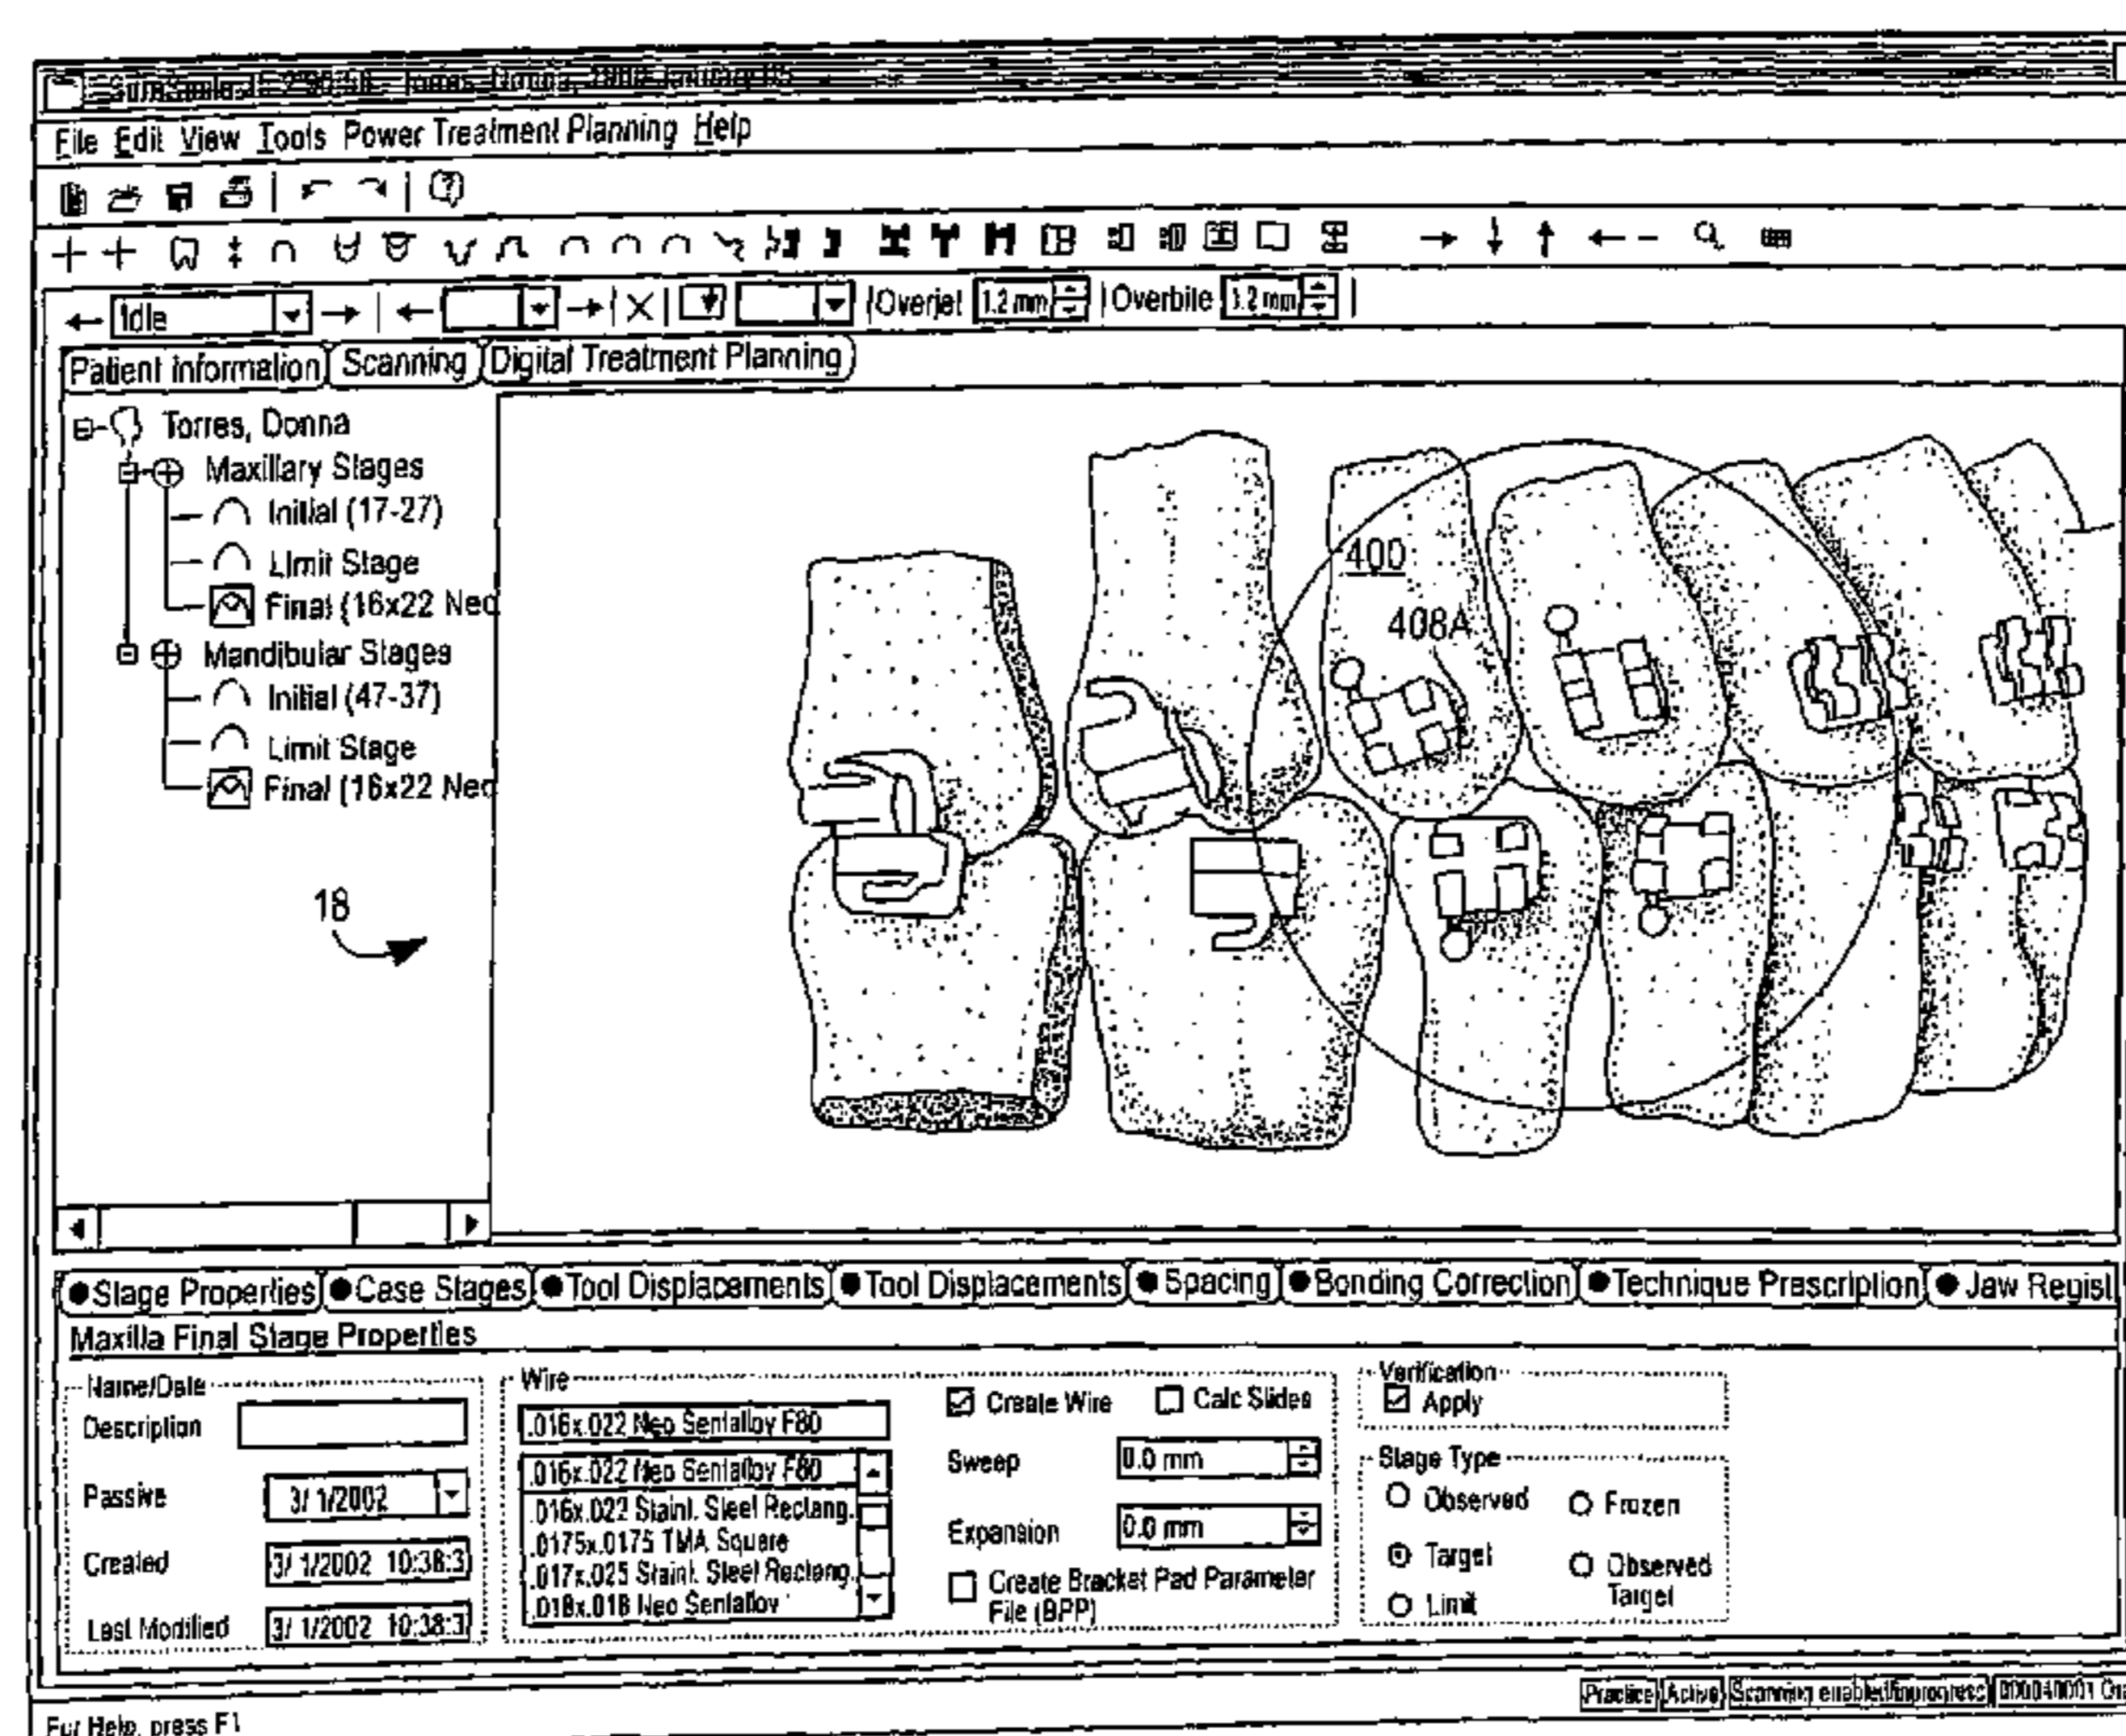 File Edit View Tools Power Treatment Planning Help
Idle Overjet 1.2 mm Overbite 1.2 mm
Patient Information Scanning Digital Treatment Planning
Torres, Donna
Maxillary Stages
Initial (17-27)
Limit Stage
Final (16x22 Neo
Mandibular Stages
Initial (47-37)
Limit Stage
Final (16x22 Neo
400
408A
18
Stage Properties Case Stages Tool Displacements Tool Displacements Spacing Bonding Correction Technique Prescription Jaw Regist
Maxilla Final Stage Properties
Name/Date
Description
Passive 3/ 1/2002
Created 3/ 1/2002 10:38:3
Last Modified 3/ 1/2002 10:38:3
Wire
.016x.022 Neo Sentalloy F80
.016x.022 Neo Sentalloy F80
.016x.022 Stainl. Steel Rectang.
.0175x.0175 TMA Square
.017x.025 Stainl. Steel Rectang.
.018x.018 Neo Sentalloy
Create Wire Calc Slides
Sweep 0.0 mm
Expansion 0.0 mm
Create Bracket Pad Parameter
File (BPP)
Verification
Apply
Stage Type
Observed Frozen
Target Observed
Target
Limit
Practice Active Scanning enabled/inprogress
For Help, press F1